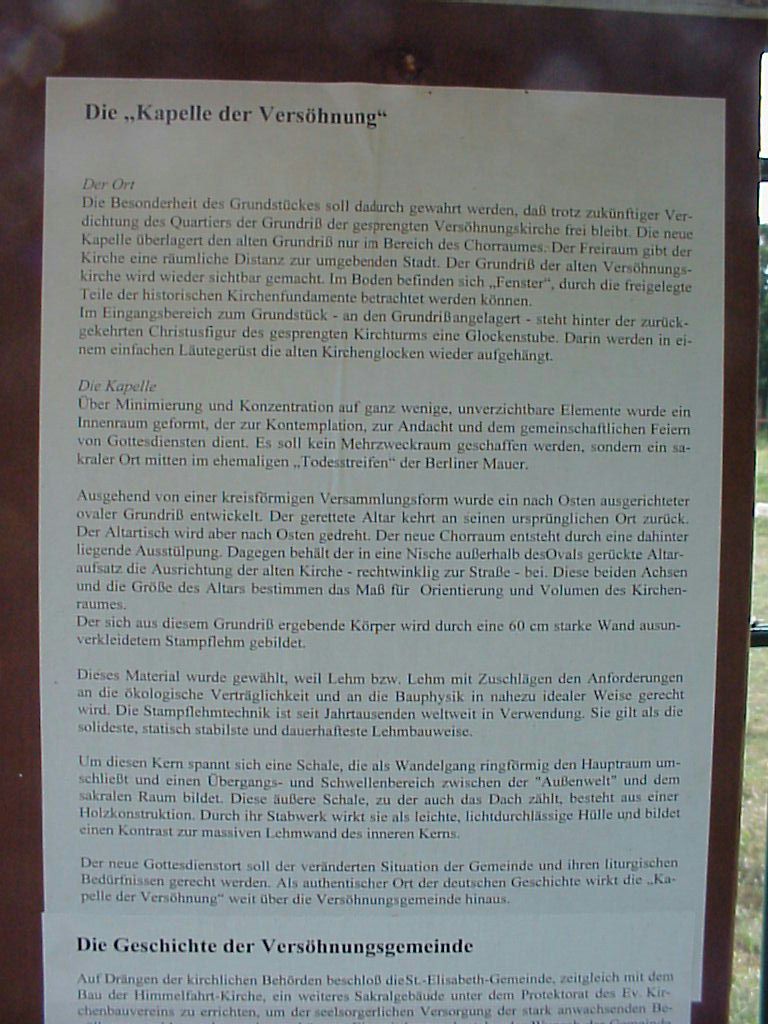 Die „Kapelle der Versöhnung“
Der Ort
Die Besonderheit des Grundstückes soll dadurch gewahrt werden, daß trotz zukünftiger Ver-
dichtung des Quartiers der Grundriß der gesprengten Versöhnungskirche frei bleibt. Die neue
Kapelle überlagert den alten Grundriß nur im Bereich des Chorraumes. Der Freiraum gibt der
Kirche eine räumliche Distanz zur umgebenden Stadt. Der Grundriß der alten Versöhnungs-
kirche wird wieder sichtbar gemacht. Im Boden befinden sich „Fenster“, durch die freigelegte
Teile der historischen Kirchenfundamente betrachtet werden können.
Im Eingangsbereich zum Grundstück - an den Grundrißangelagert - steht hinter der zurück-
gekehrten Christusfigur des gesprengten Kirchturms eine Glockenstube. Darin werden in ei-
nem einfachen Läutegerüst die alten Kirchenglocken wieder aufgehängt.
Die Kapelle
Über Minimierung und Konzentration auf ganz wenige, unverzichtbare Elemente wurde ein
Innenraum geformt, der zur Kontemplation, zur Andacht und dem gemeinschaftlichen Feiern
von Gottesdiensten dient. Es soll kein Mehrzweckraum geschaffen werden, sondern ein sa-
kraler Ort mitten im ehemaligen „Todesstreifen“ der Berliner Mauer.
Ausgehend von einer kreisförmigen Versammlungsform wurde ein nach Osten ausgerichteter
ovaler Grundriß entwickelt. Der gerettete Altar kehrt an seinen ursprünglichen Ort zurück.
Der Altartisch wird aber nach Osten gedreht. Der neue Chorraum entsteht durch eine dahinter
liegende Ausstülpung. Dagegen behält der in eine Nische außerhalb desOvals gerückte Altar-
aufsatz die Ausrichtung der alten Kirche - rechtwinklig zur Straße - bei. Diese beiden Achsen
und die Größe des Altars bestimmen das Maß für Orientierung und Volumen des Kirchen-
raumes.
Der sich aus diesem Grundriß ergebende Körper wird durch eine 60 cm starke Wand ausun-
verkleidetem Stampflehm gebildet.
Dieses Material wurde gewählt, weil Lehm bzw. Lehm mit Zuschlägen den Anforderungen
an die ökologische Verträglichkeit und an die Bauphysik in nahezu idealer Weise gerecht
wird. Die Stampflehmtechnik ist seit Jahrtausenden weltweit in Verwendung. Sie gilt als die
solideste, statisch stabilste und dauerhafteste Lehmbauweise.
Um diesen Kern spannt sich eine Schale, die als Wandelgang ringförmig den Hauptraum um-
schließt und einen Übergangs- und Schwellenbereich zwischen der "Außenwelt" und dem
sakralen Raum bildet. Diese äußere Schale, zu der auch das Dach zählt, besteht aus einer
Holzkonstruktion. Durch ihr Stabwerk wirkt sie als leichte, lichtdurchlässige Hülle und bildet
einen Kontrast zur massiven Lehmwand des inneren Kerns.
Der neue Gottesdienstort soll der veränderten Situation der Gemeinde und ihren liturgischen
Bedürfnissen gerecht werden. Als authentischer Ort der deutschen Geschichte wirkt die „Ka-
pelle der Versöhnung“ weit über die Versöhnungsgemeinde hinaus.
Die Geschichte der Versöhnungsgemeinde
Auf Drängen der kirchlichen Behörden beschloß dieSt.-Elisabeth-Gemeinde, zeitgleich mit dem
Bau der Himmelfahrt-Kirche, ein weiteres Sakralgebäude unter dem Protektorat des Ev. Kir-
chenbauvereins zu errichten, um der seelsorgerlichen Versorgung der stark anwachsenden Be-